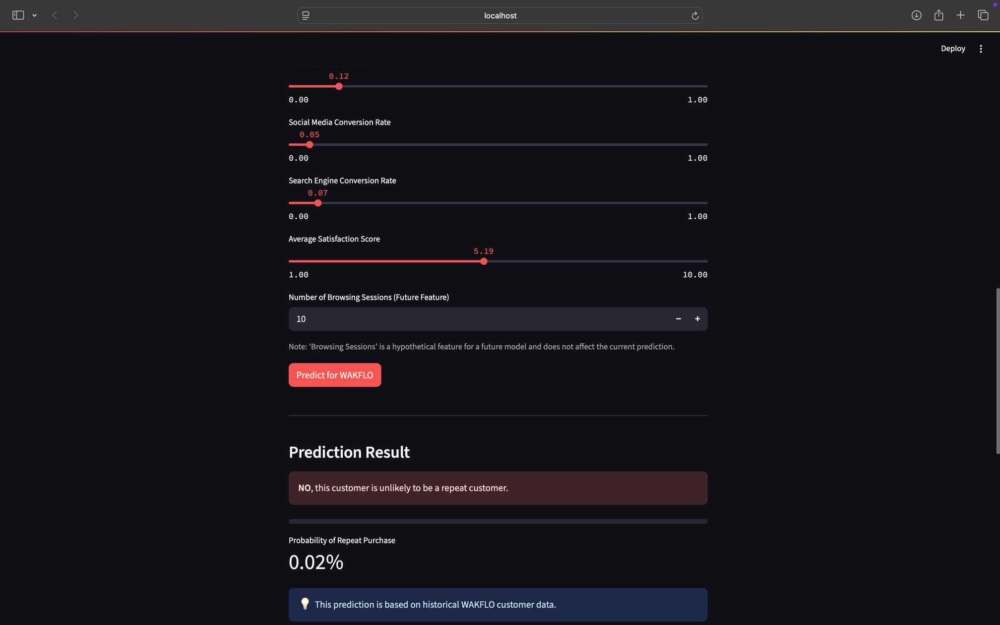 localhost
Deploy
0.12
0.00 1.00
Social Media Conversion Rate
0.05
0.00 1.00
Search Engine Conversion Rate
0.07
0.00 1.00
Average Satisfaction Score
5.19
1.00 10.00
Number of Browsing Sessions (Future Feature)
10
Note: 'Browsing Sessions' is a hypothetical feature for a future model and does not affect the current prediction.
Predict for WAKFLO
Prediction Result
NO, this customer is unlikely to be a repeat customer.
Probability of Repeat Purchase
0.02%
💡 This prediction is based on historical WAKFLO customer data.